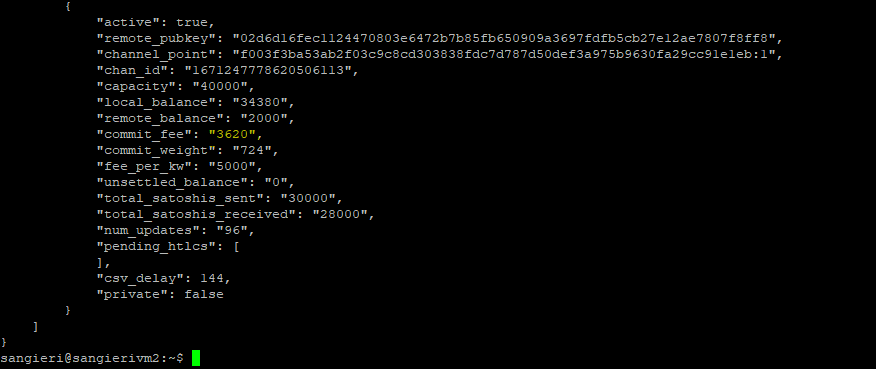 {
"active": true,
"remote_pubkey": "02d6d16fec1124470803e6472b7b85fb650909a3697fdfb5cb27e12ae7807f8ff8",
"channel_point": "f003f3ba53ab2f03c9c8cd303838fdc7d787d50def3a975b9630fa29cc91e1eb:1",
"chan_id": "1671247778620506113",
"capacity": "40000",
"local_balance": "34380",
"remote_balance": "2000",
"commit_fee": "3620",
"commit_weight": "724",
"fee_per_kw": "5000",
"unsettled_balance": "0",
"total_satoshis_sent": "30000",
"total_satoshis_received": "28000",
"num_updates": "96",
"pending_htlcs": [
],
"csv_delay": 144,
"private": false
}
]
}
sangieri@sangierivm2:~$